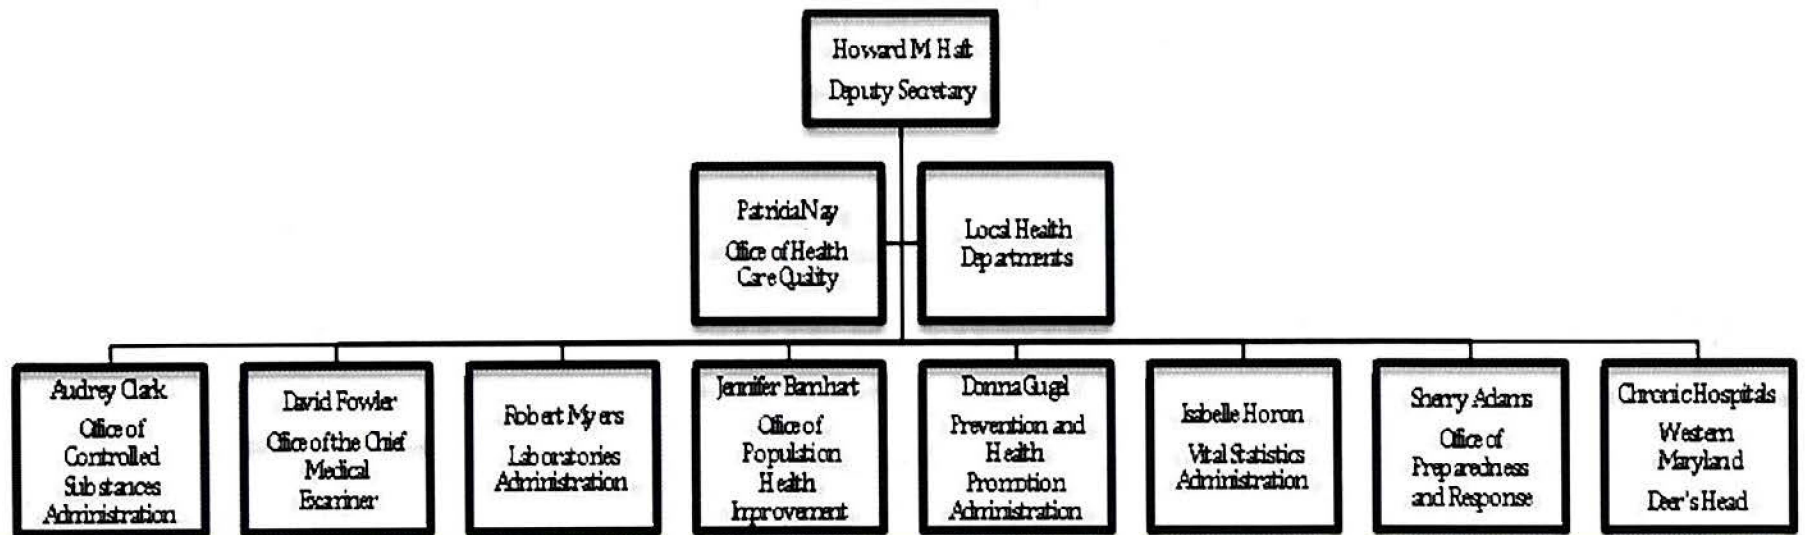 Howard M Haft
Deputy Secretary
Patricia Nay
Office of Health
Care Quality
Local Health
Departments
Audrey Clark
Office of
Controlled
Substances
Administration
David Fowler
Office of the Chief
Medical
Examiner
Robert Myers
Laboratories
Administration
Jennifer Barnhart
Office of
Population
Health
Improvement
Donna Gugel
Prevention and
Health
Promotion
Administration
Isabelle Horon
Vital Statistics
Administration
Sherry Adams
Office of
Preparedness
and Response
Chronic Hospitals
Western
Maryland
Deer's Head